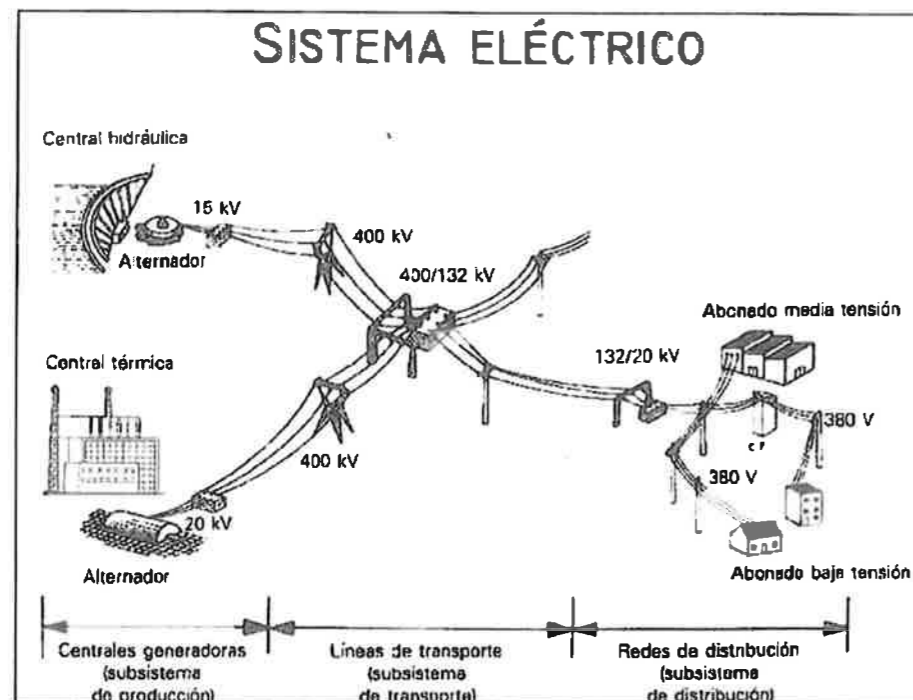 SISTEMA ELÉCTRICO
Central hidráulica
15 kV
400 kV
Alternador
400/132 kV
Abonado media tensión
132/20 kV
Central térmica
380 V
400 kV
380 V
20 kV
Alternador
Abonado baja tensión
Centrales generadoras
(subsistema
de producción)
Líneas de transporte
(subsistema
de transporte)
Redes de distribución
(subsistema
de distribución)